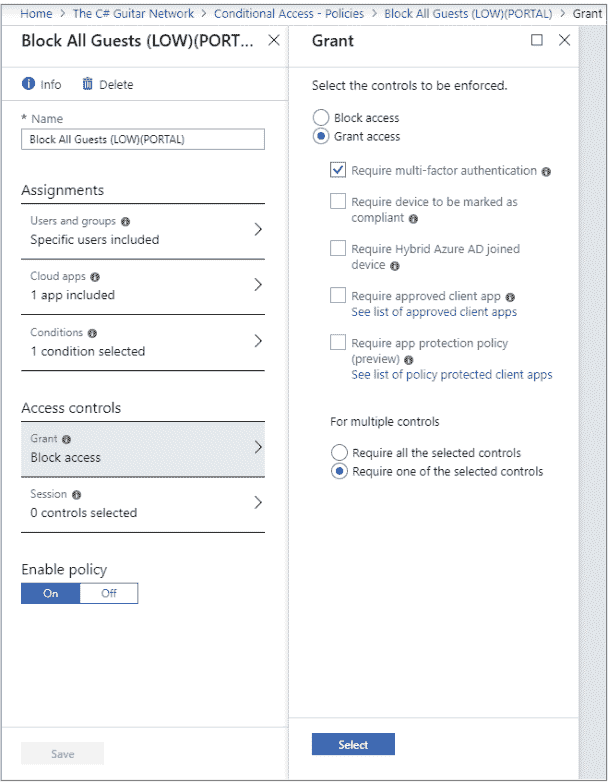 Home > The C# Guitar Network > Conditional Access - Policies > Block All Guests (LOW)(PORTAL) > Grant
Block All Guests (LOW)(PORT...
Info Delete
* Name
Block All Guests (LOW)(PORTAL)
Assignments
Users and groups
Specific users included
Cloud apps
1 app included
Conditions
1 condition selected
Access controls
Grant
Block access
Session
0 controls selected
Enable policy
On Off
Save
Grant
Select the controls to be enforced.
Block access
Grant access
Require multi-factor authentication
Require device to be marked as
compliant
Require Hybrid Azure AD joined
device
Require approved client app
See list of approved client apps
Require app protection policy
(preview)
See list of policy protected client apps
For multiple controls
Require all the selected controls
Require one of the selected controls
Select